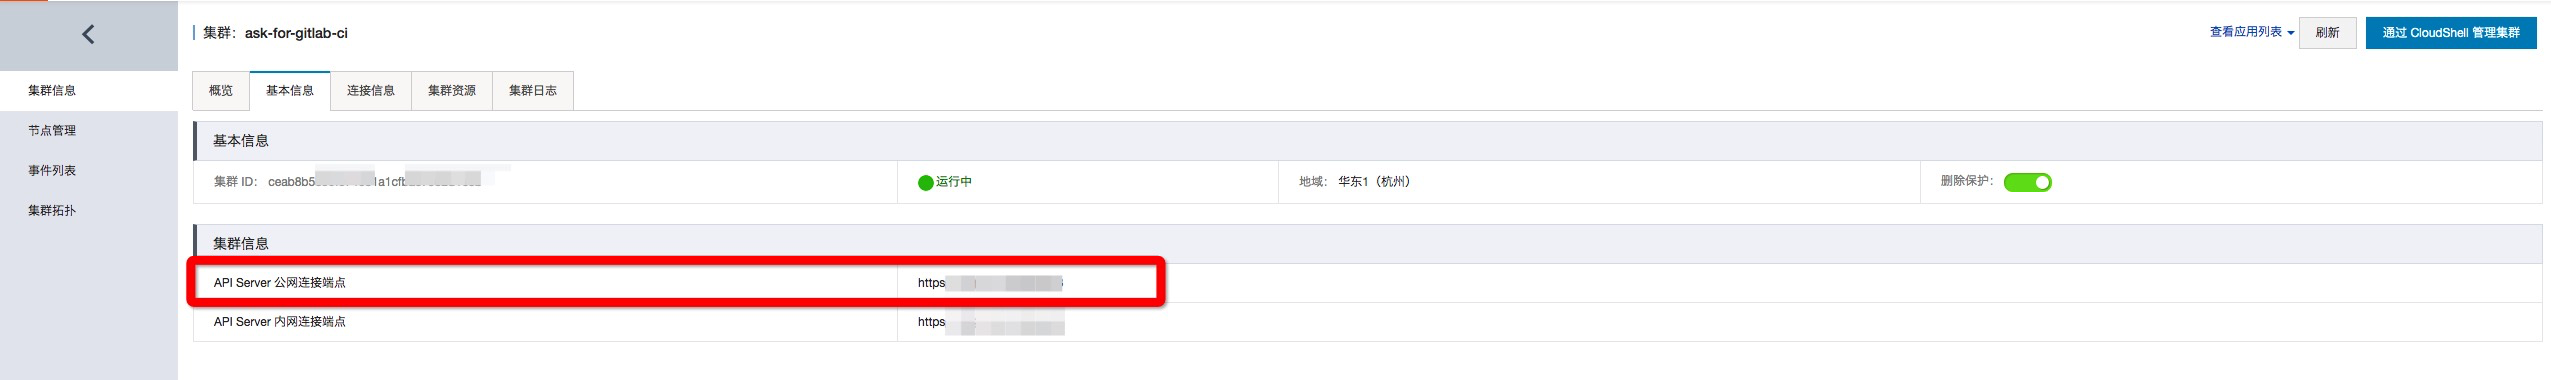 集群：ask-for-gitlab-ci
查看应用列表
刷新
通过 CloudShell 管理集群
集群信息
节点管理
事件列表
集群拓扑
概览
基本信息
连接信息
集群资源
集群日志
基本信息
集群 ID： ceab8b5
运行中
地域： 华东1（杭州）
删除保护：
集群信息
API Server 公网连接端点
https
API Server 内网连接端点
https